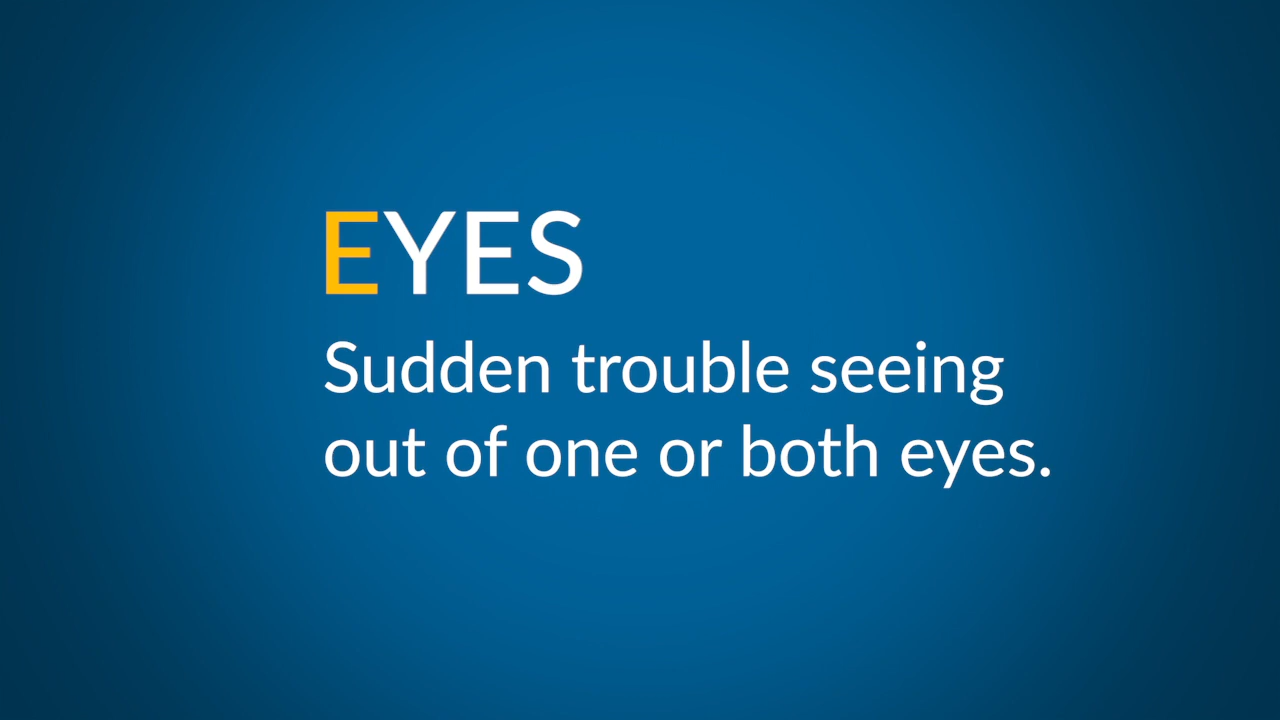 EYES
Sudden trouble seeing
out of one or both eyes.